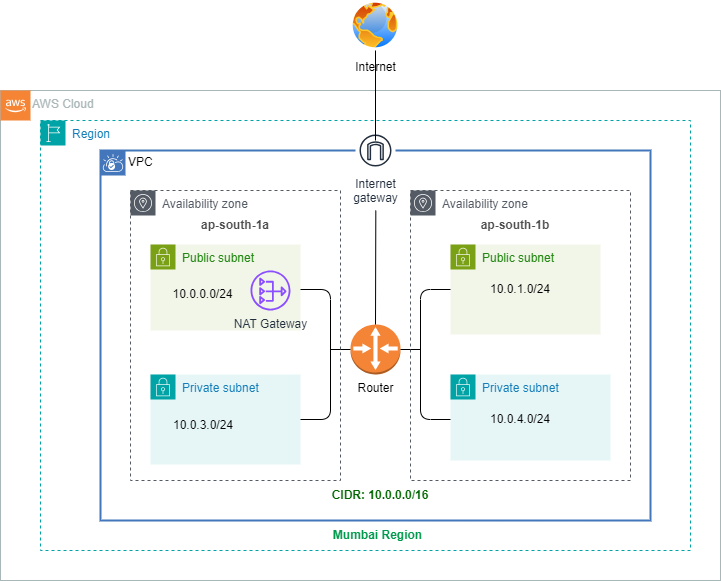 Internet
aws
AWS Cloud
Region
VPC
Internet
gateway
Availability zone
ap-south-1a
Availability zone
ap-south-1b
Public subnet
10.0.0.0/24
NAT Gateway
Public subnet
10.0.1.0/24
Router
Private subnet
10.0.3.0/24
Private subnet
10.0.4.0/24
CIDR: 10.0.0.0/16
Mumbai Region